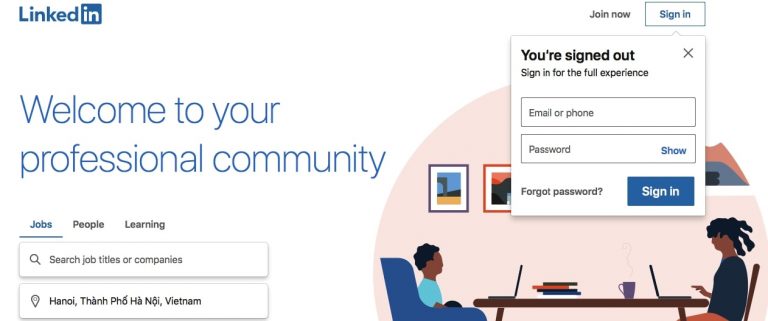 LinkedIn
Join now
Sign in
You're signed out
Sign in for the full experience
Email or phone
Password
Show
Forgot password?
Sign in
Welcome to your
professional community
Jobs People Learning
Search job titles or companies
Hanoi, Thành Phố Hà Nội, Vietnam